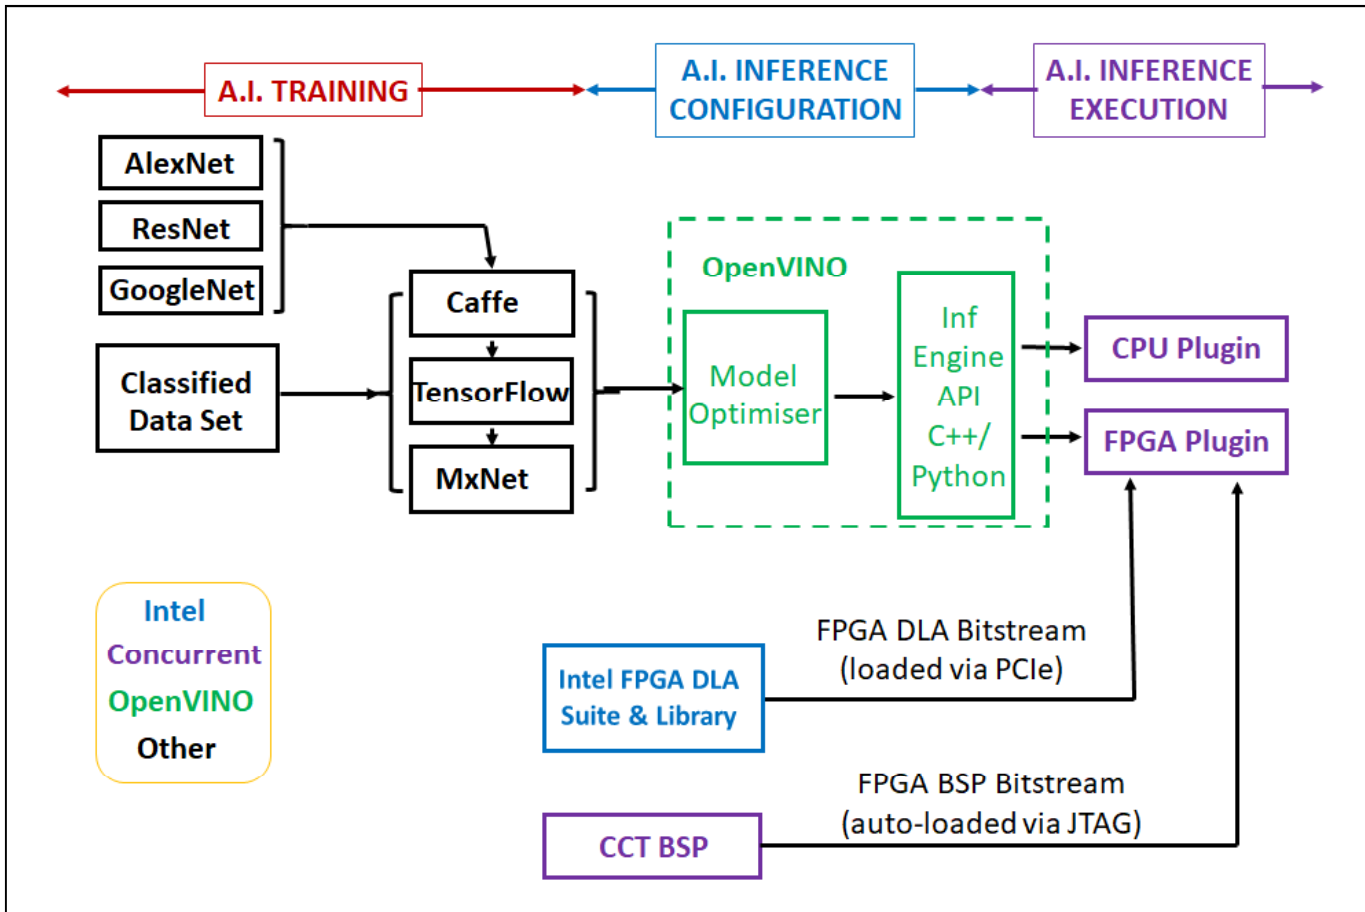 A.I. TRAINING
A.I. INFERENCE
CONFIGURATION
A.I. INFERENCE
EXECUTION
AlexNet
ResNet
GoogleNet
Classified
Data Set
Caffe
TensorFlow
MxNet
OpenVINO
Model
Optimiser
Inf
Engine
API
C++/
Python
CPU Plugin
FPGA Plugin
Intel
Concurrent
OpenVINO
Other
Intel FPGA DLA
Suite & Library
FPGA DLA Bitstream
(loaded via PCIe)
CCT BSP
FPGA BSP Bitstream
(auto-loaded via JTAG)